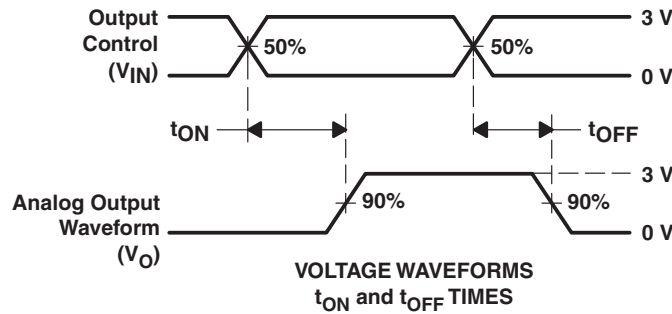 Output
Control
(VIN)
50%
50%
3 V
0 V
tON
tOFF
Analog Output
Waveform
(VO)
90%
90%
3 V
0 V
VOLTAGE WAVEFORMS
tON and tOFF TIMES